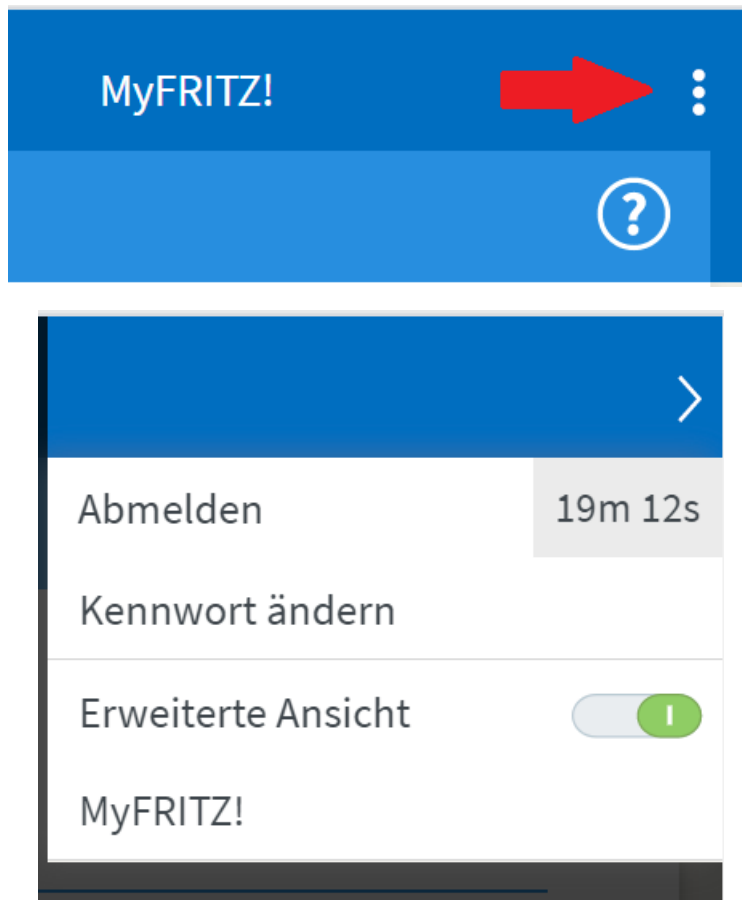 MyFRITZ!
?
Abmelden 19m 12s
Kennwort ändern
Erweiterte Ansicht
MyFRITZ!